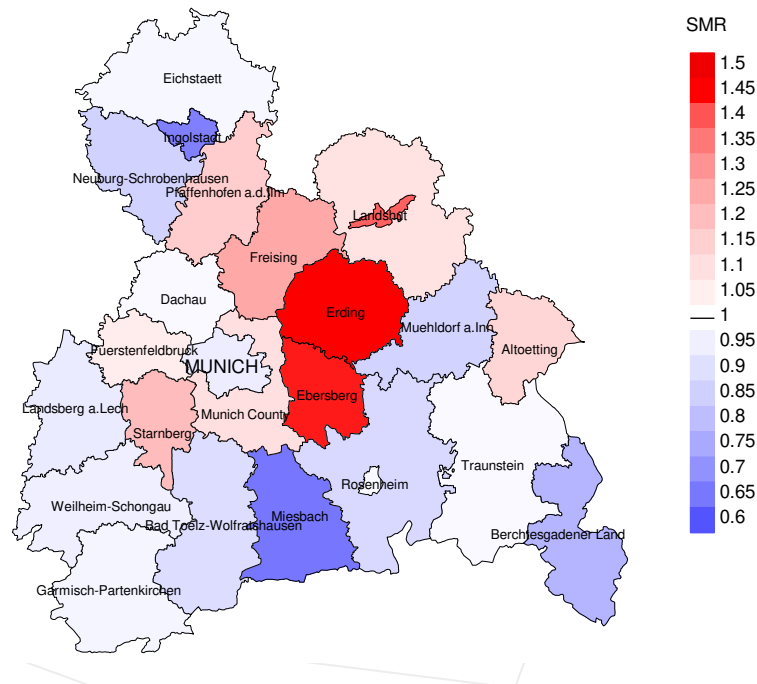 SMR
1.5
1.45
1.4
1.35
1.3
1.25
1.2
1.15
1.1
1.05
1
0.95
0.9
0.85
0.8
0.75
0.7
0.65
0.6
Eichstaett
Ingolstadt
Neuburg-Schrobenhausen
Pfaffenhofen a.d.Ilm
Landshut
Freising
Dachau
Erding
Muehldorf a.Inn
Altoetting
Fuerstenfeldbruck
MUNICH
Ebersberg
Landsberg a.Lech
Munich County
Starnberg
Traunstein
Rosenheim
Weilheim-Schongau
Miesbach
Bad Toelz-Wolfratshausen
Berchtesgadener Land
Garmisch-Partenkirchen